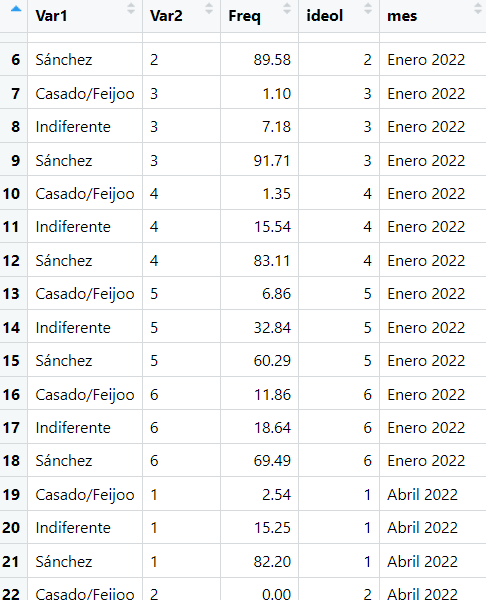 Var1 Var2 Freq ideol mes
6 Sánchez 2 89.58 2 Enero 2022
7 Casado/Feijoo 3 1.10 3 Enero 2022
8 Indiferente 3 7.18 3 Enero 2022
9 Sánchez 3 91.71 3 Enero 2022
10 Casado/Feijoo 4 1.35 4 Enero 2022
11 Indiferente 4 15.54 4 Enero 2022
12 Sánchez 4 83.11 4 Enero 2022
13 Casado/Feijoo 5 6.86 5 Enero 2022
14 Indiferente 5 32.84 5 Enero 2022
15 Sánchez 5 60.29 5 Enero 2022
16 Casado/Feijoo 6 11.86 6 Enero 2022
17 Indiferente 6 18.64 6 Enero 2022
18 Sánchez 6 69.49 6 Enero 2022
19 Casado/Feijoo 1 2.54 1 Abril 2022
20 Indiferente 1 15.25 1 Abril 2022
21 Sánchez 1 82.20 1 Abril 2022
22 Casado/Feijoo 2 0.00 2 Abril 2022